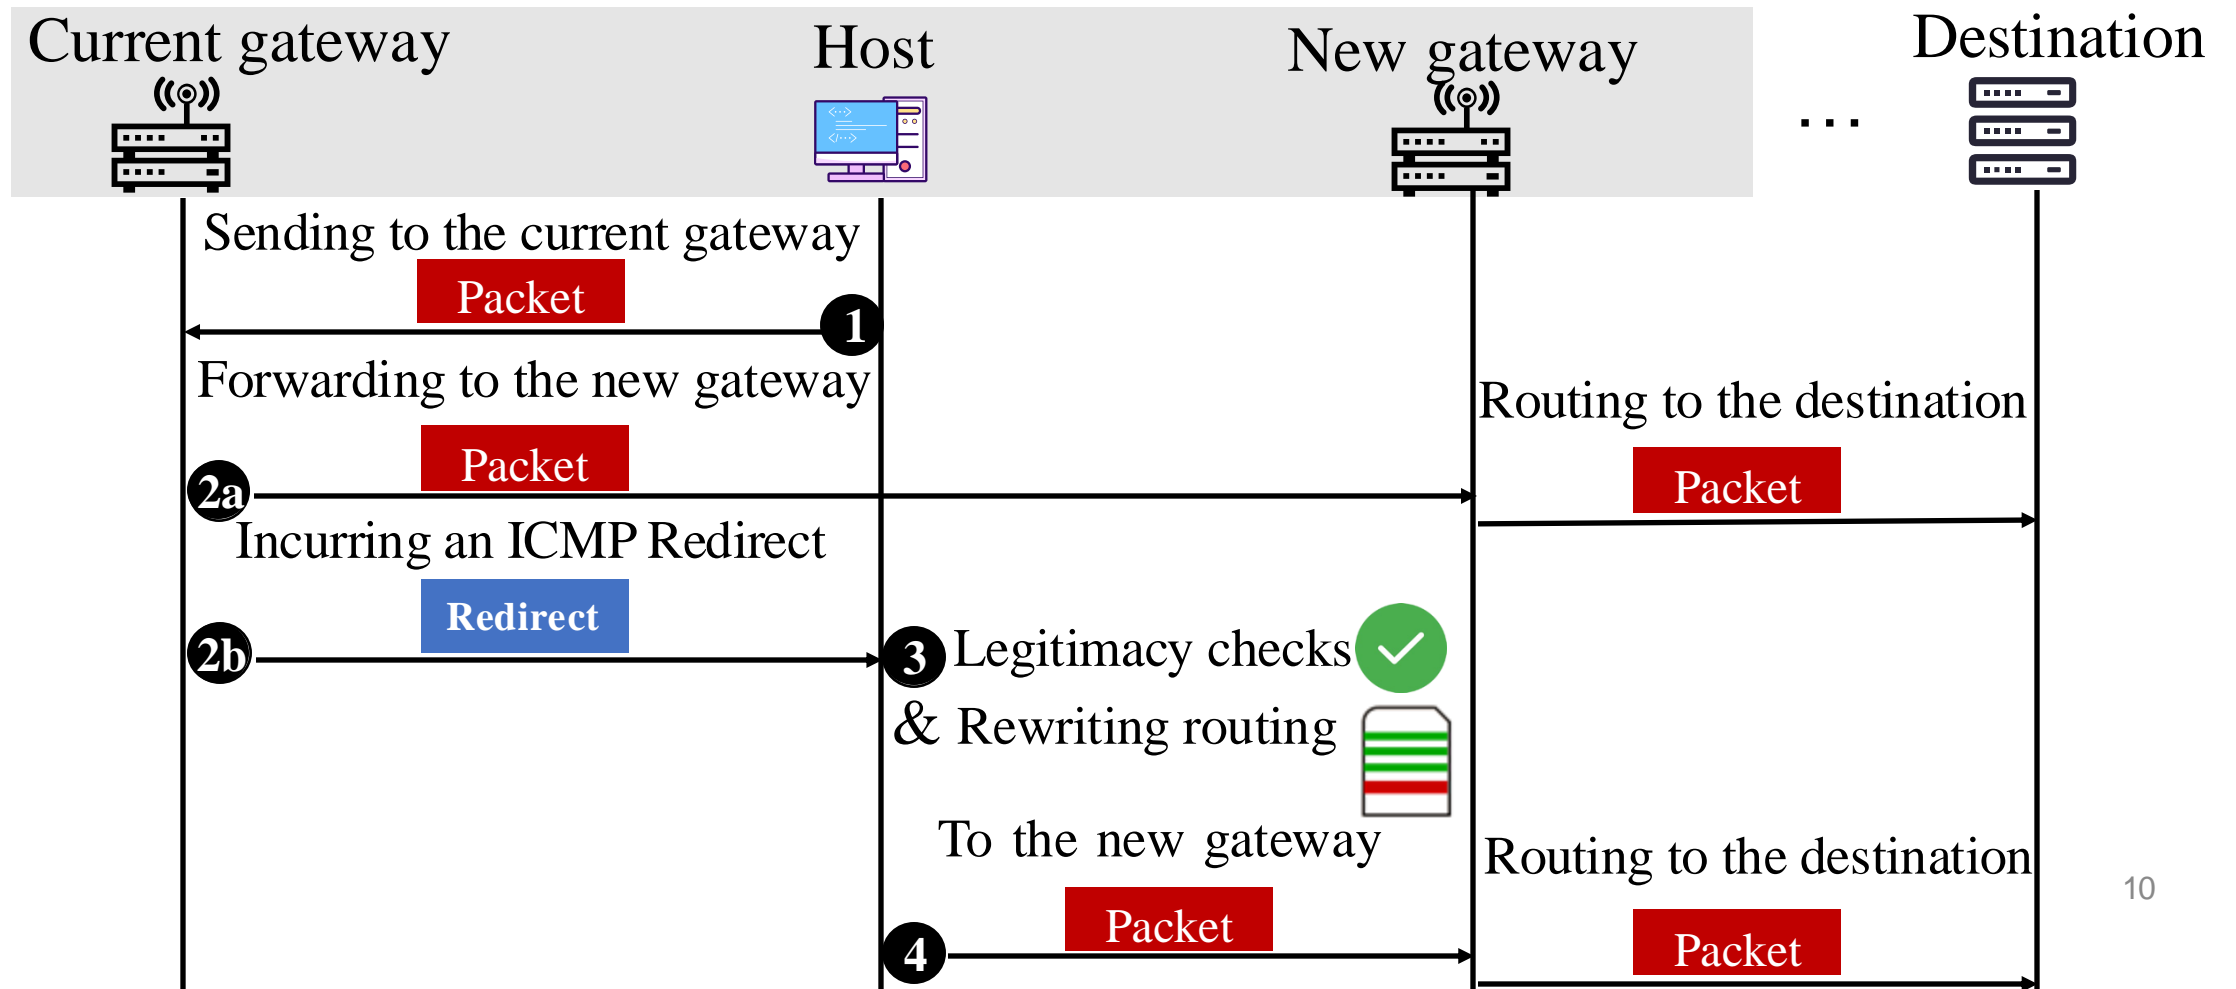 Current gateway
Host
New gateway
Destination
...
Sending to the current gateway
Packet
1
Forwarding to the new gateway
Routing to the destination
Packet
Packet
2a
Incurring an ICMP Redirect
Redirect
2b
3 Legitimacy checks
& Rewriting routing
To the new gateway
Routing to the destination
10
Packet
Packet
4